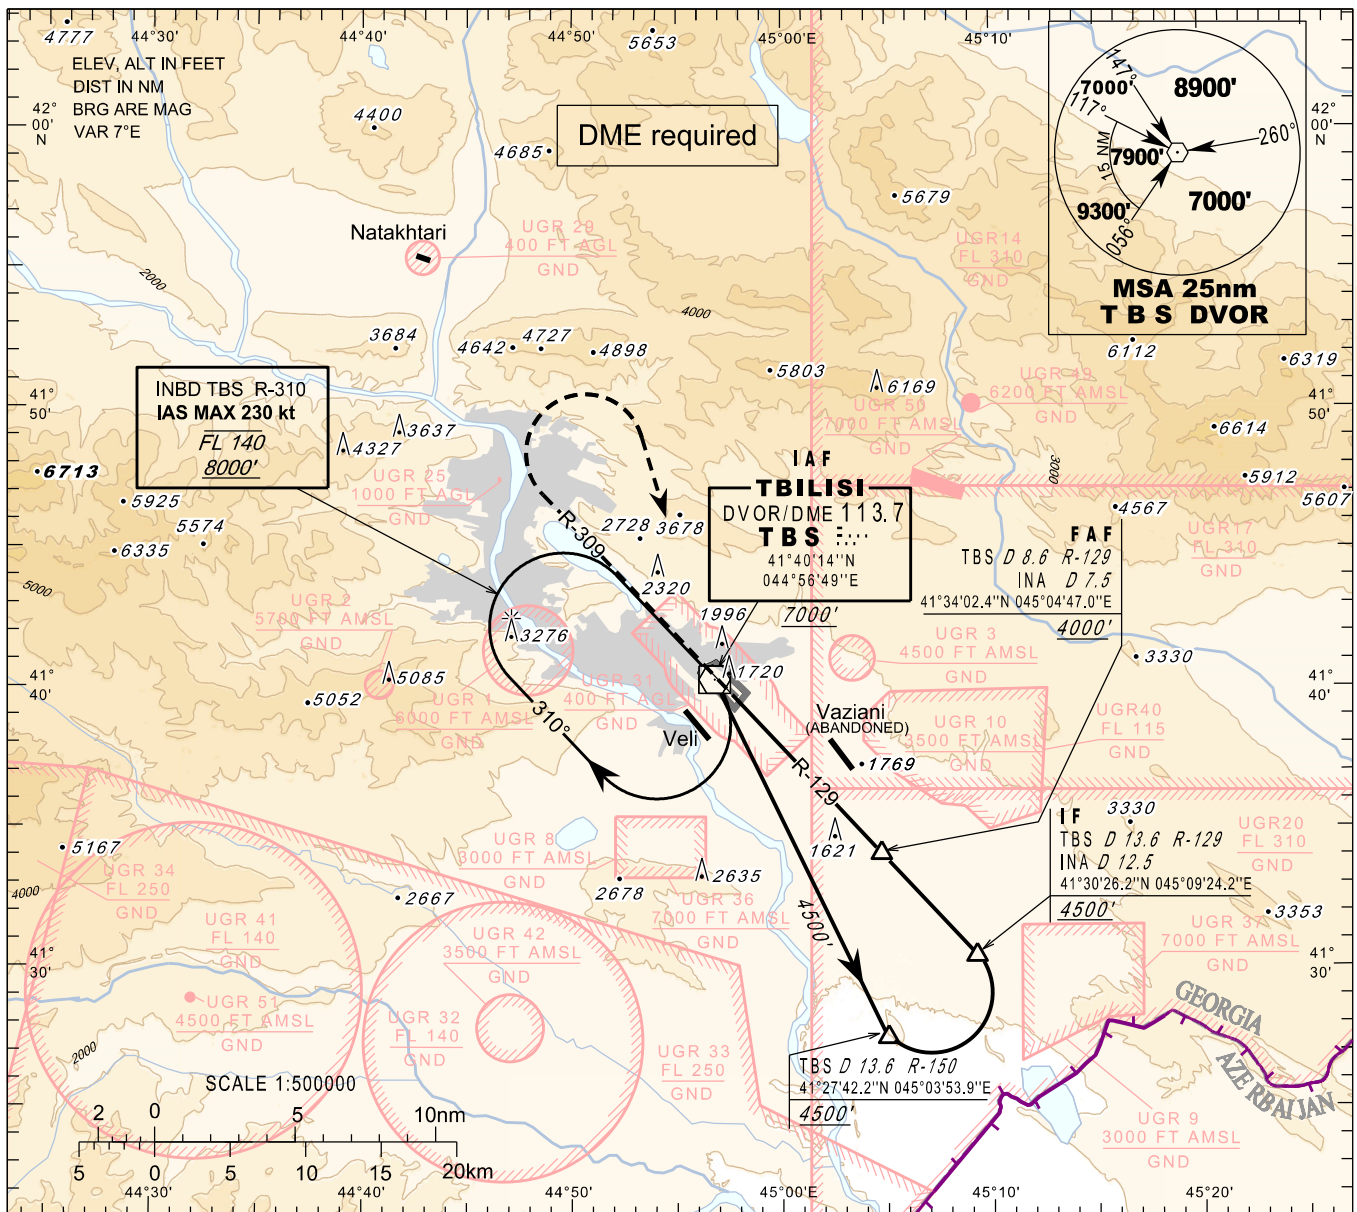 4777
44°30'
44°40'
44°50'
5653
45°00'E
45°10'
ELEV, ALT IN FEET
DIST IN NM
BRG ARE MAG
VAR 7°E
42°
00'
N
4400
4685
DME required
5679
147°
7000'
8900'
117°
260°
15 NM
7900'
7000'
9300'
056°
MSA 25nm
TBS DVOR
42°
00'
N
Natakhtari
UGR 29
400 FT AGL
GND
UGR14
FL 310
GND
2000
4000
3684
4642
4727
4898
5803
6169
6112
6319
UGR 49
6200 FT AMSL
GND
UGR 50
7000 FT AMSL
GND
INBD TBS R-310
IAS MAX 230 kt
FL 140
8000'
41°
50'
41°
50'
3637
4327
6614
6713
UGR 25
1000 FT AGL
GND
5925
5574
6335
3000
5912
5607
4567
IAF
TBILISI
DVOR/DME 113.7
TBS
41°40'14"N
044°56'49"E
7000'
FAF
TBS D 8.6 R-129
INA D 7.5
41°34'02.4"N 045°04'47.0"E
4000'
UGR17
FL 310
GND
R-309
2728
3678
2320
5000
UGR 2
5700 FT AMSL
GND
3276
1996
1720
UGR 3
4500 FT AMSL
GND
3330
41°
40'
41°
40'
5085
5052
UGR 1
6000 FT AMSL
GND
UGR 31
400 FT AGL
GND
310°
Veli
Vaziani
(ABANDONED)
1769
UGR 10
3500 FT AMSL
GND
UGR40
FL 115
GND
R-129
5167
UGR 8
3000 FT AMSL
GND
1621
3330
IF
TBS D 13.6 R-129
INA D 12.5
41°30'26.2"N 045°09'24.2"E
4500'
UGR20
FL 310
GND
UGR 34
FL 250
GND
4000
2667
2678
2635
UGR 36
7000 FT AMSL
GND
4500'
3353
UGR 37
7000 FT AMSL
GND
41°
30'
41°
30'
UGR 41
FL 140
GND
UGR 42
3500 FT AMSL
GND
UGR 51
4500 FT AMSL
GND
UGR 32
FL 140
GND
UGR 33
FL 250
GND
2000
GEORGIA
AZERBAIJAN
TBS D 13.6 R-150
41°27'42.2"N 045°03'53.9"E
4500'
UGR 9
3000 FT AMSL
GND
SCALE 1:500000
2 0 5 10nm
5 0 5 10 15 20km
44°30'
44°40'
44°50'
45°00'E
45°10'
45°20'